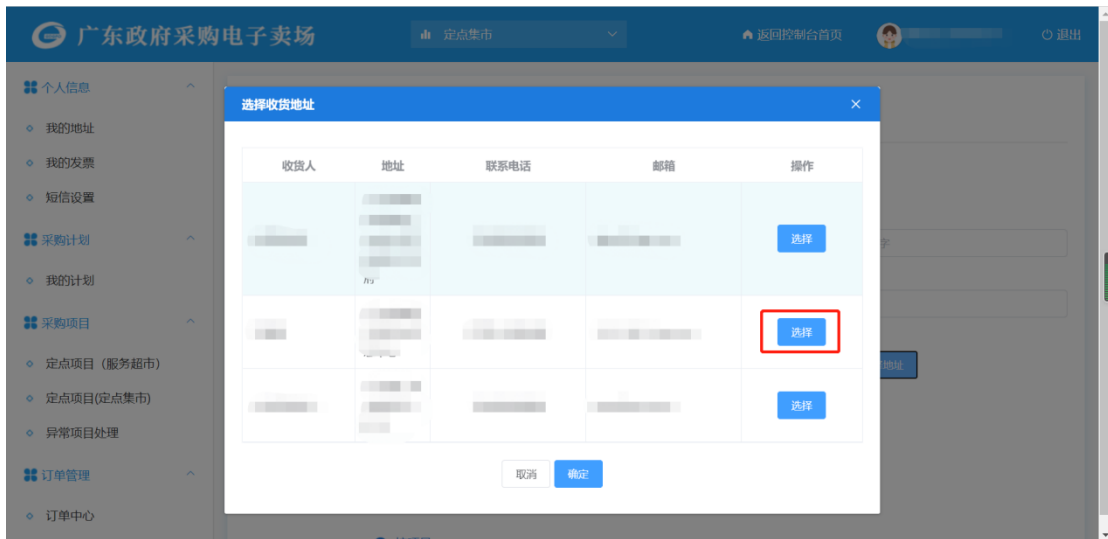 广东政府采购电子卖场
定点集市
返回控制台首页
退出
个人信息
我的地址
我的发票
短信设置
采购计划
我的计划
采购项目
定点项目（服务超市）
定点项目(定点集市)
异常项目处理
订单管理
订单中心
选择收货地址
收货人 地址 联系电话 邮箱 操作
选择
选择
选择
取消 确定
字
地址